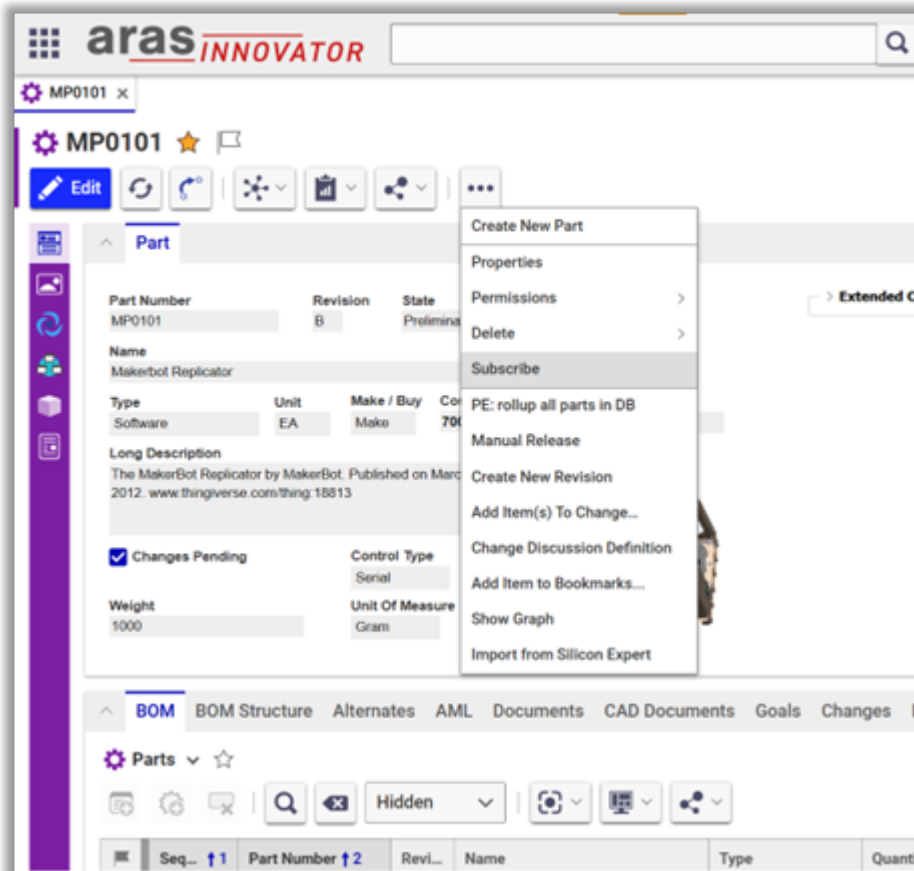 aras INNOVATOR
MP0101 ×
MP0101
Edit
Create New Part
Properties
Permissions
Delete
Subscribe
PE: rollup all parts in DB
Manual Release
Create New Revision
Add Item(s) To Change...
Change Discussion Definition
Add Item to Bookmarks...
Show Graph
Import from Silicon Expert
Part
Extended
Part Number Revision State
MP0101 B
Name
Makerbot Replicator
Type Unit Make / Buy
Software EA Make
Long Description
The MakerBot Replicator by MakerBot. Published on
2012. www.thingiverse.com/thing:18813
Changes Pending Control Type
Serial
Weight Unit Of Measure
1000 Gram
BOM BOM Structure Alternates AML Documents CAD Documents Goals Changes
Parts
Hidden
Seq... 1 Part Number 2 Revi... Name Type